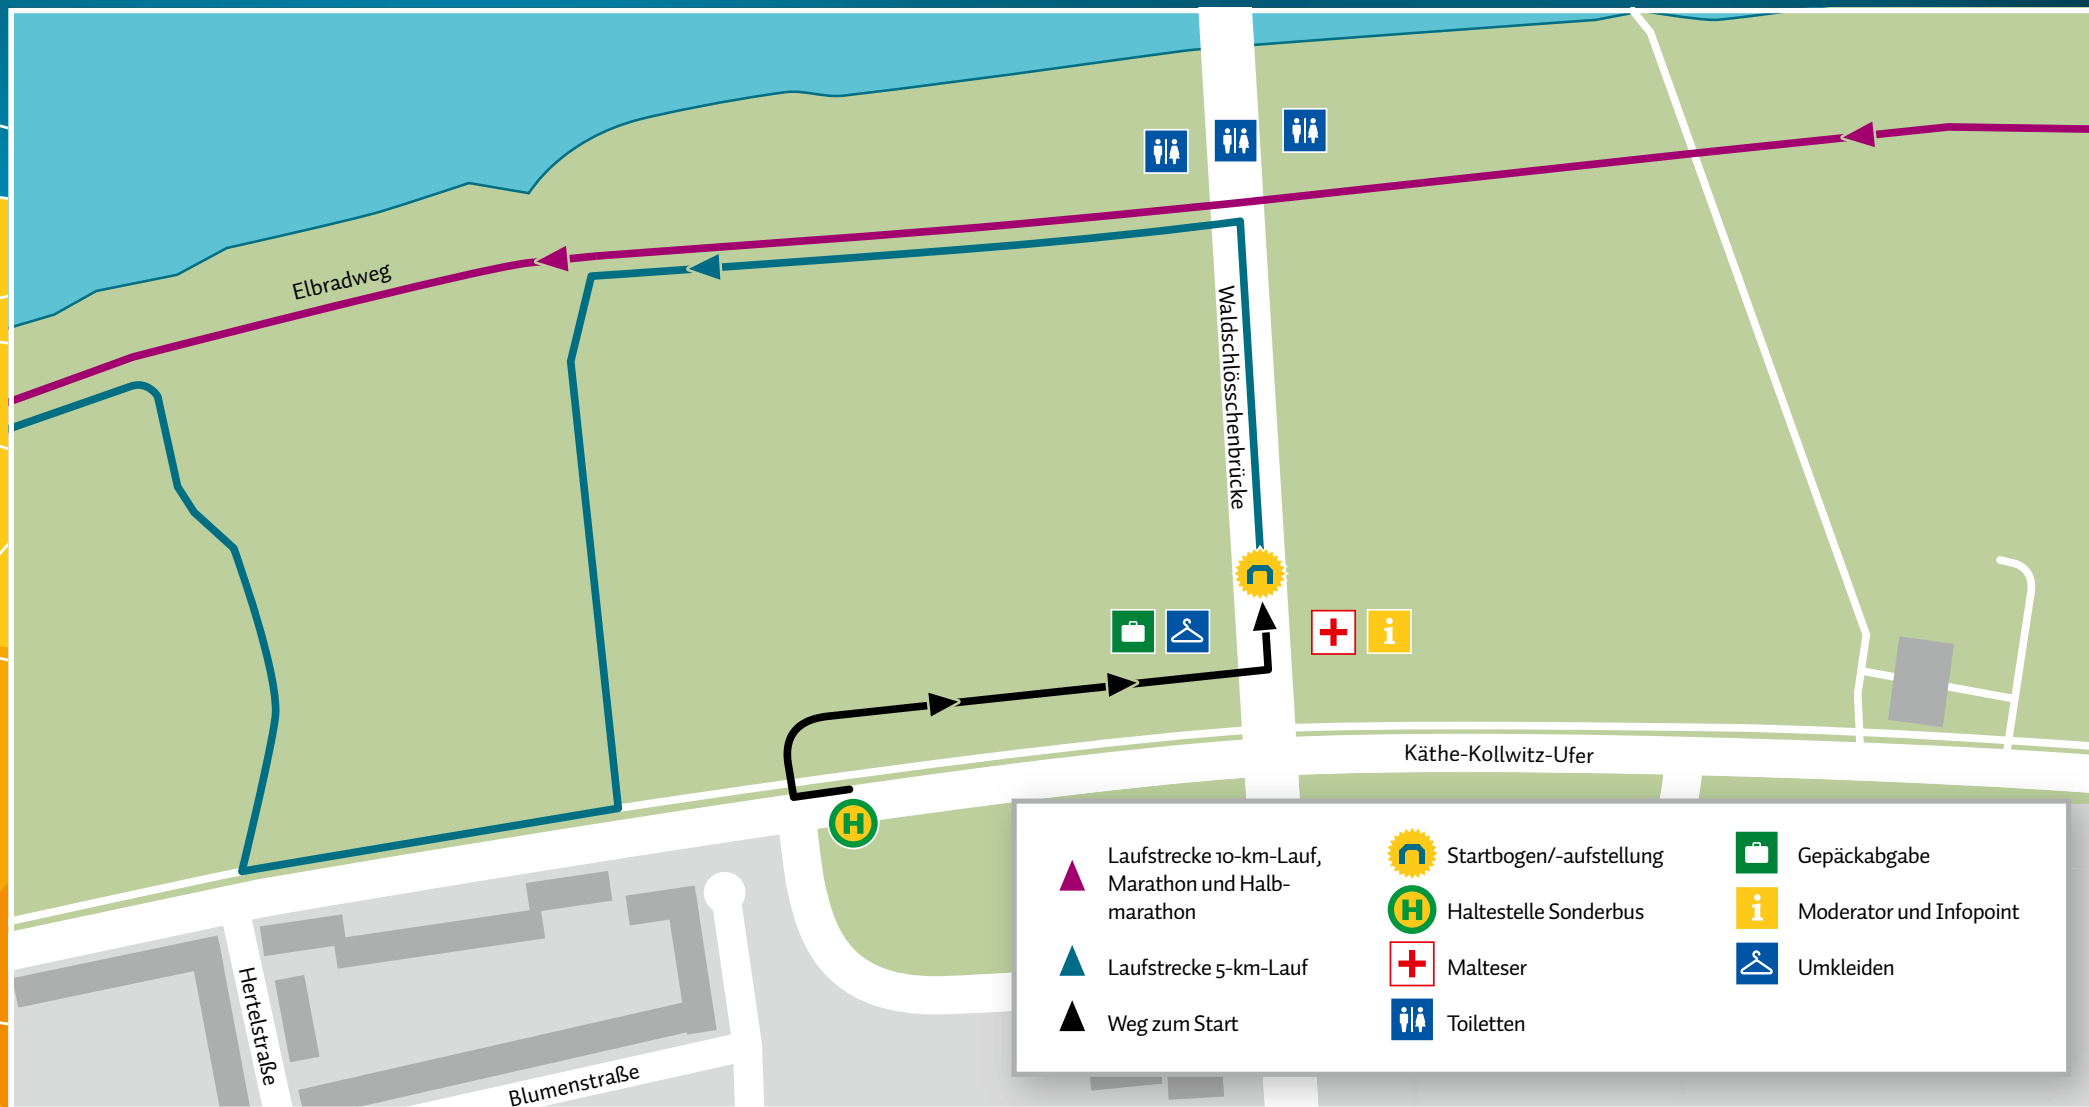 Elbradweg
Waldschlösschenbrücke
Käthe-Kollwitz-Ufer
H
Hertelstraße
Blumenstraße
i
Laufstrecke 10-km-Lauf,
Marathon und Halb-
marathon
Laufstrecke 5-km-Lauf
Weg zum Start
Startbogen/-aufstellung
H Haltestelle Sonderbus
Malteser
Toiletten
Gepäckabgabe
i Moderator und Infopoint
Umkleiden